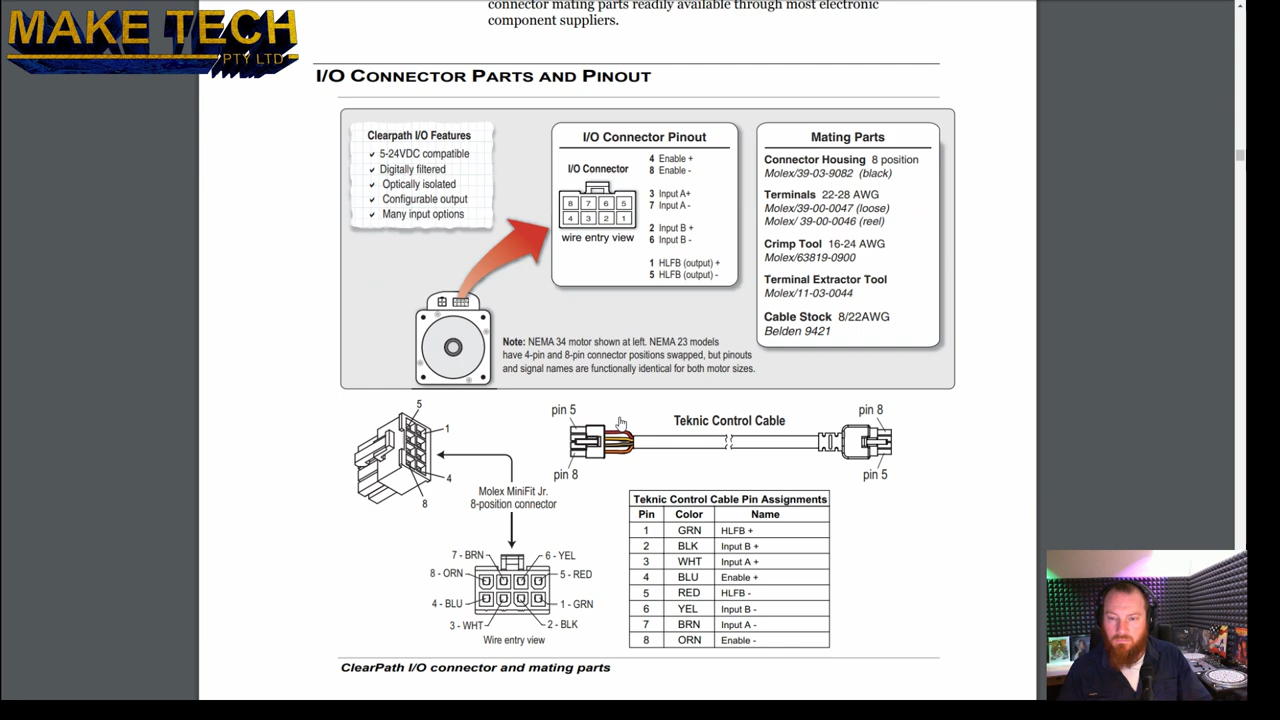 connector mating parts readily available through most electronic
component suppliers.
MAKE TECH
PTY LTD
I/O CONNECTOR PARTS AND PINOUT
Clearpath I/O Features
✓ 5-24VDC compatible
✓ Digitally filtered
✓ Optically isolated
✓ Configurable output
✓ Many input options
I/O Connector Pinout
I/O Connector
8 7 6 5
4 3 2 1
wire entry view
4 Enable +
8 Enable -
3 Input A+
7 Input A -
2 Input B +
6 Input B -
1 HLFB (output) +
5 HLFB (output) -
Mating Parts
Connector Housing 8 position
Molex/39-03-9082 (black)
Terminals 22-28 AWG
Molex/39-00-0047 (loose)
Molex/ 39-00-0046 (reel)
Crimp Tool 16-24 AWG
Molex/63819-0900
Terminal Extractor Tool
Molex/11-03-0044
Cable Stock 8/22AWG
Belden 9421
Note: NEMA 34 motor shown at left. NEMA 23 models
have 4-pin and 8-pin connector positions swapped, but pinouts
and signal names are functionally identical for both motor sizes.
5
1
4
8
Molex MiniFit Jr.
8-position connector
pin 5
pin 8
Teknic Control Cable
pin 8
pin 5
7 - BRN
6 - YEL
8 - ORN
5 - RED
4 - BLU
1 - GRN
3 - WHT
2 - BLK
Wire entry view
Teknic Control Cable Pin Assignments
Pin Color Name
1 GRN HLFB +
2 BLK Input B +
3 WHT Input A +
4 BLU Enable +
5 RED HLFB -
6 YEL Input B -
7 BRN Input A -
8 ORN Enable -
CLEARPATH I/O connector and mating parts